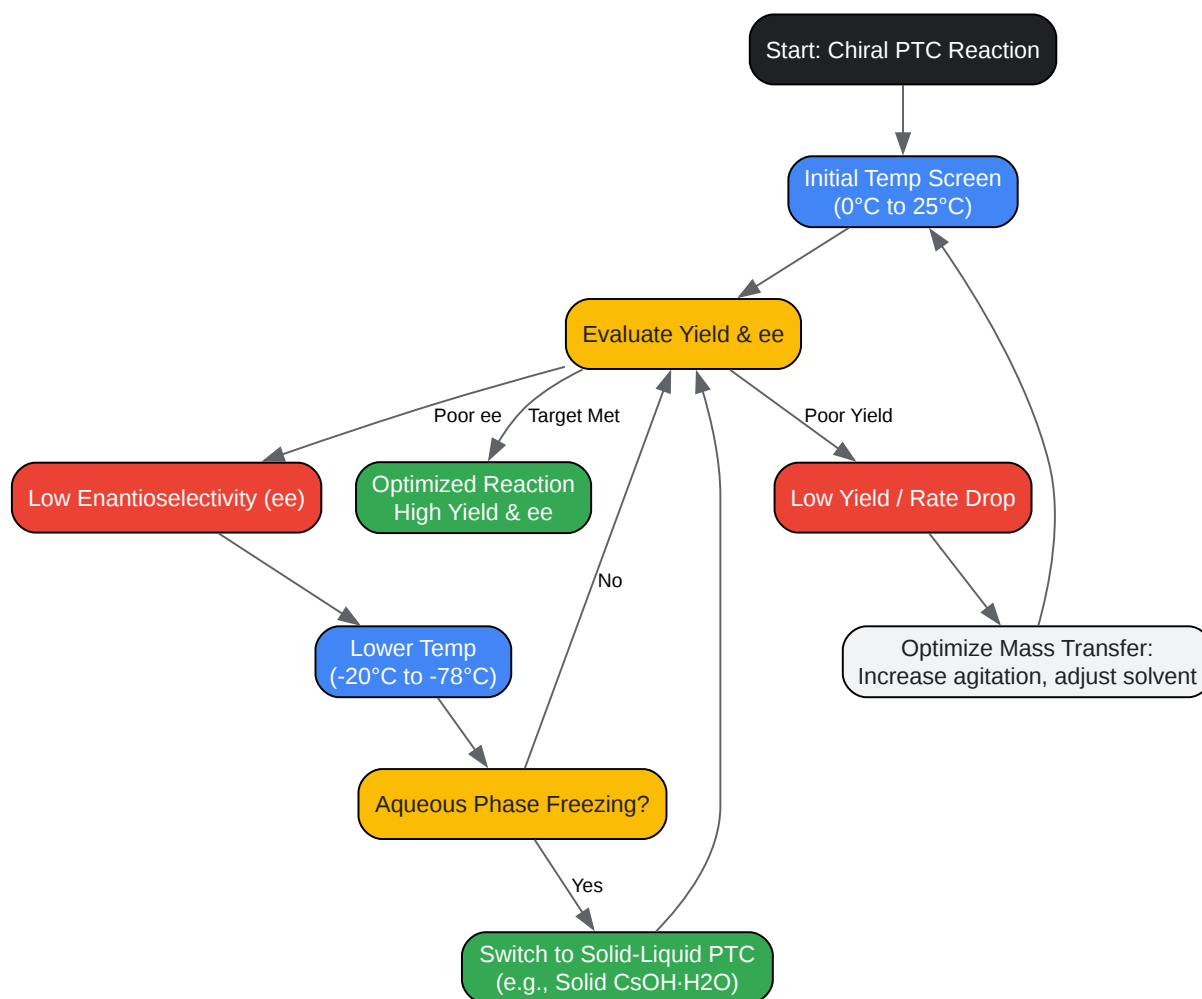 Start: Chiral PTC Reaction
Initial Temp Screen
(0°C to 25°C)
Evaluate Yield & ee
Poor ee
Target Met
Poor Yield
Low Enantioselectivity (ee)
Optimized Reaction
High Yield & ee
Low Yield / Rate Drop
No
Lower Temp
(-20°C to -78°C)
Optimize Mass Transfer:
Increase agitation, adjust solvent
Aqueous Phase Freezing?
Yes
Switch to Solid-Liquid PTC
(e.g., Solid CsOH·H2O)